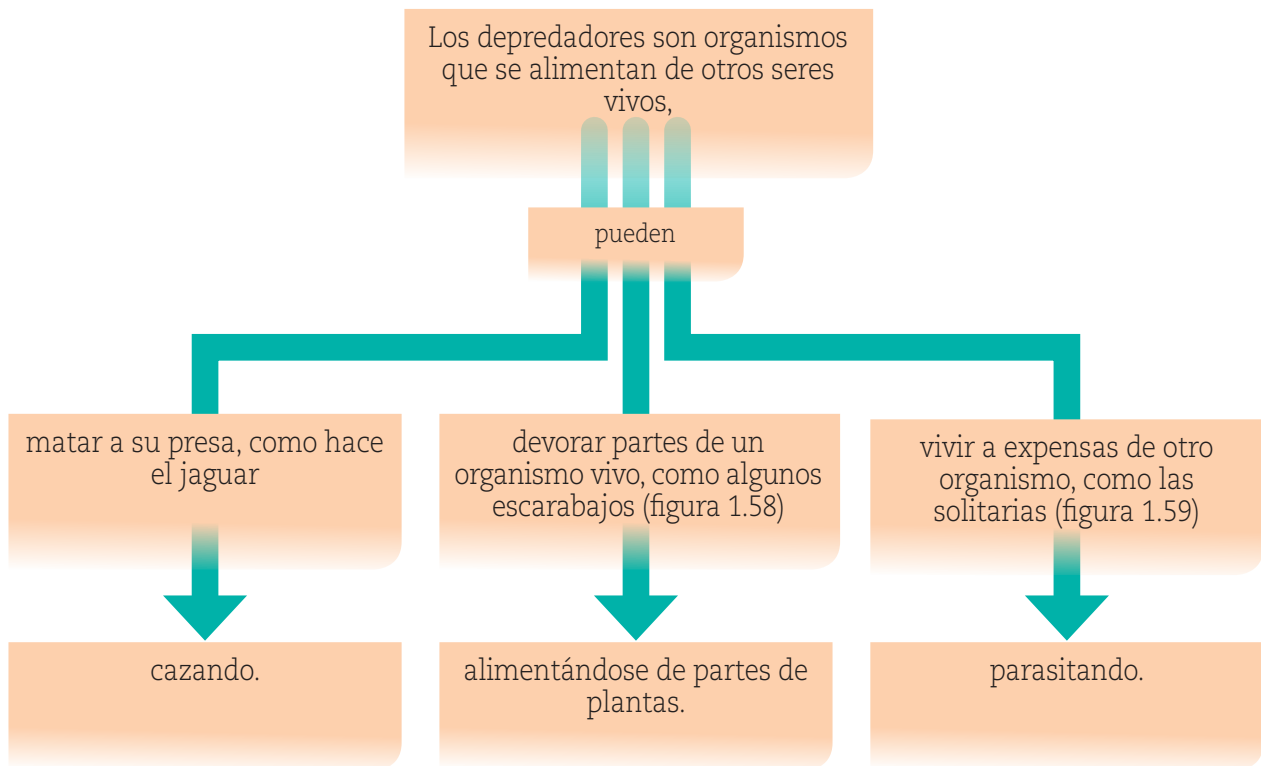 Los depredadores son organismos
que se alimentan de otros seres
vivos,
pueden
matar a su presa, como hace
el jaguar
devorar partes de un
organismo vivo, como algunos
escarabajos (figura 1.58)
vivir a expensas de otro
organismo, como las
solitarias (figura 1.59)
cazando.
alimentándose de partes de
plantas.
parasitando.